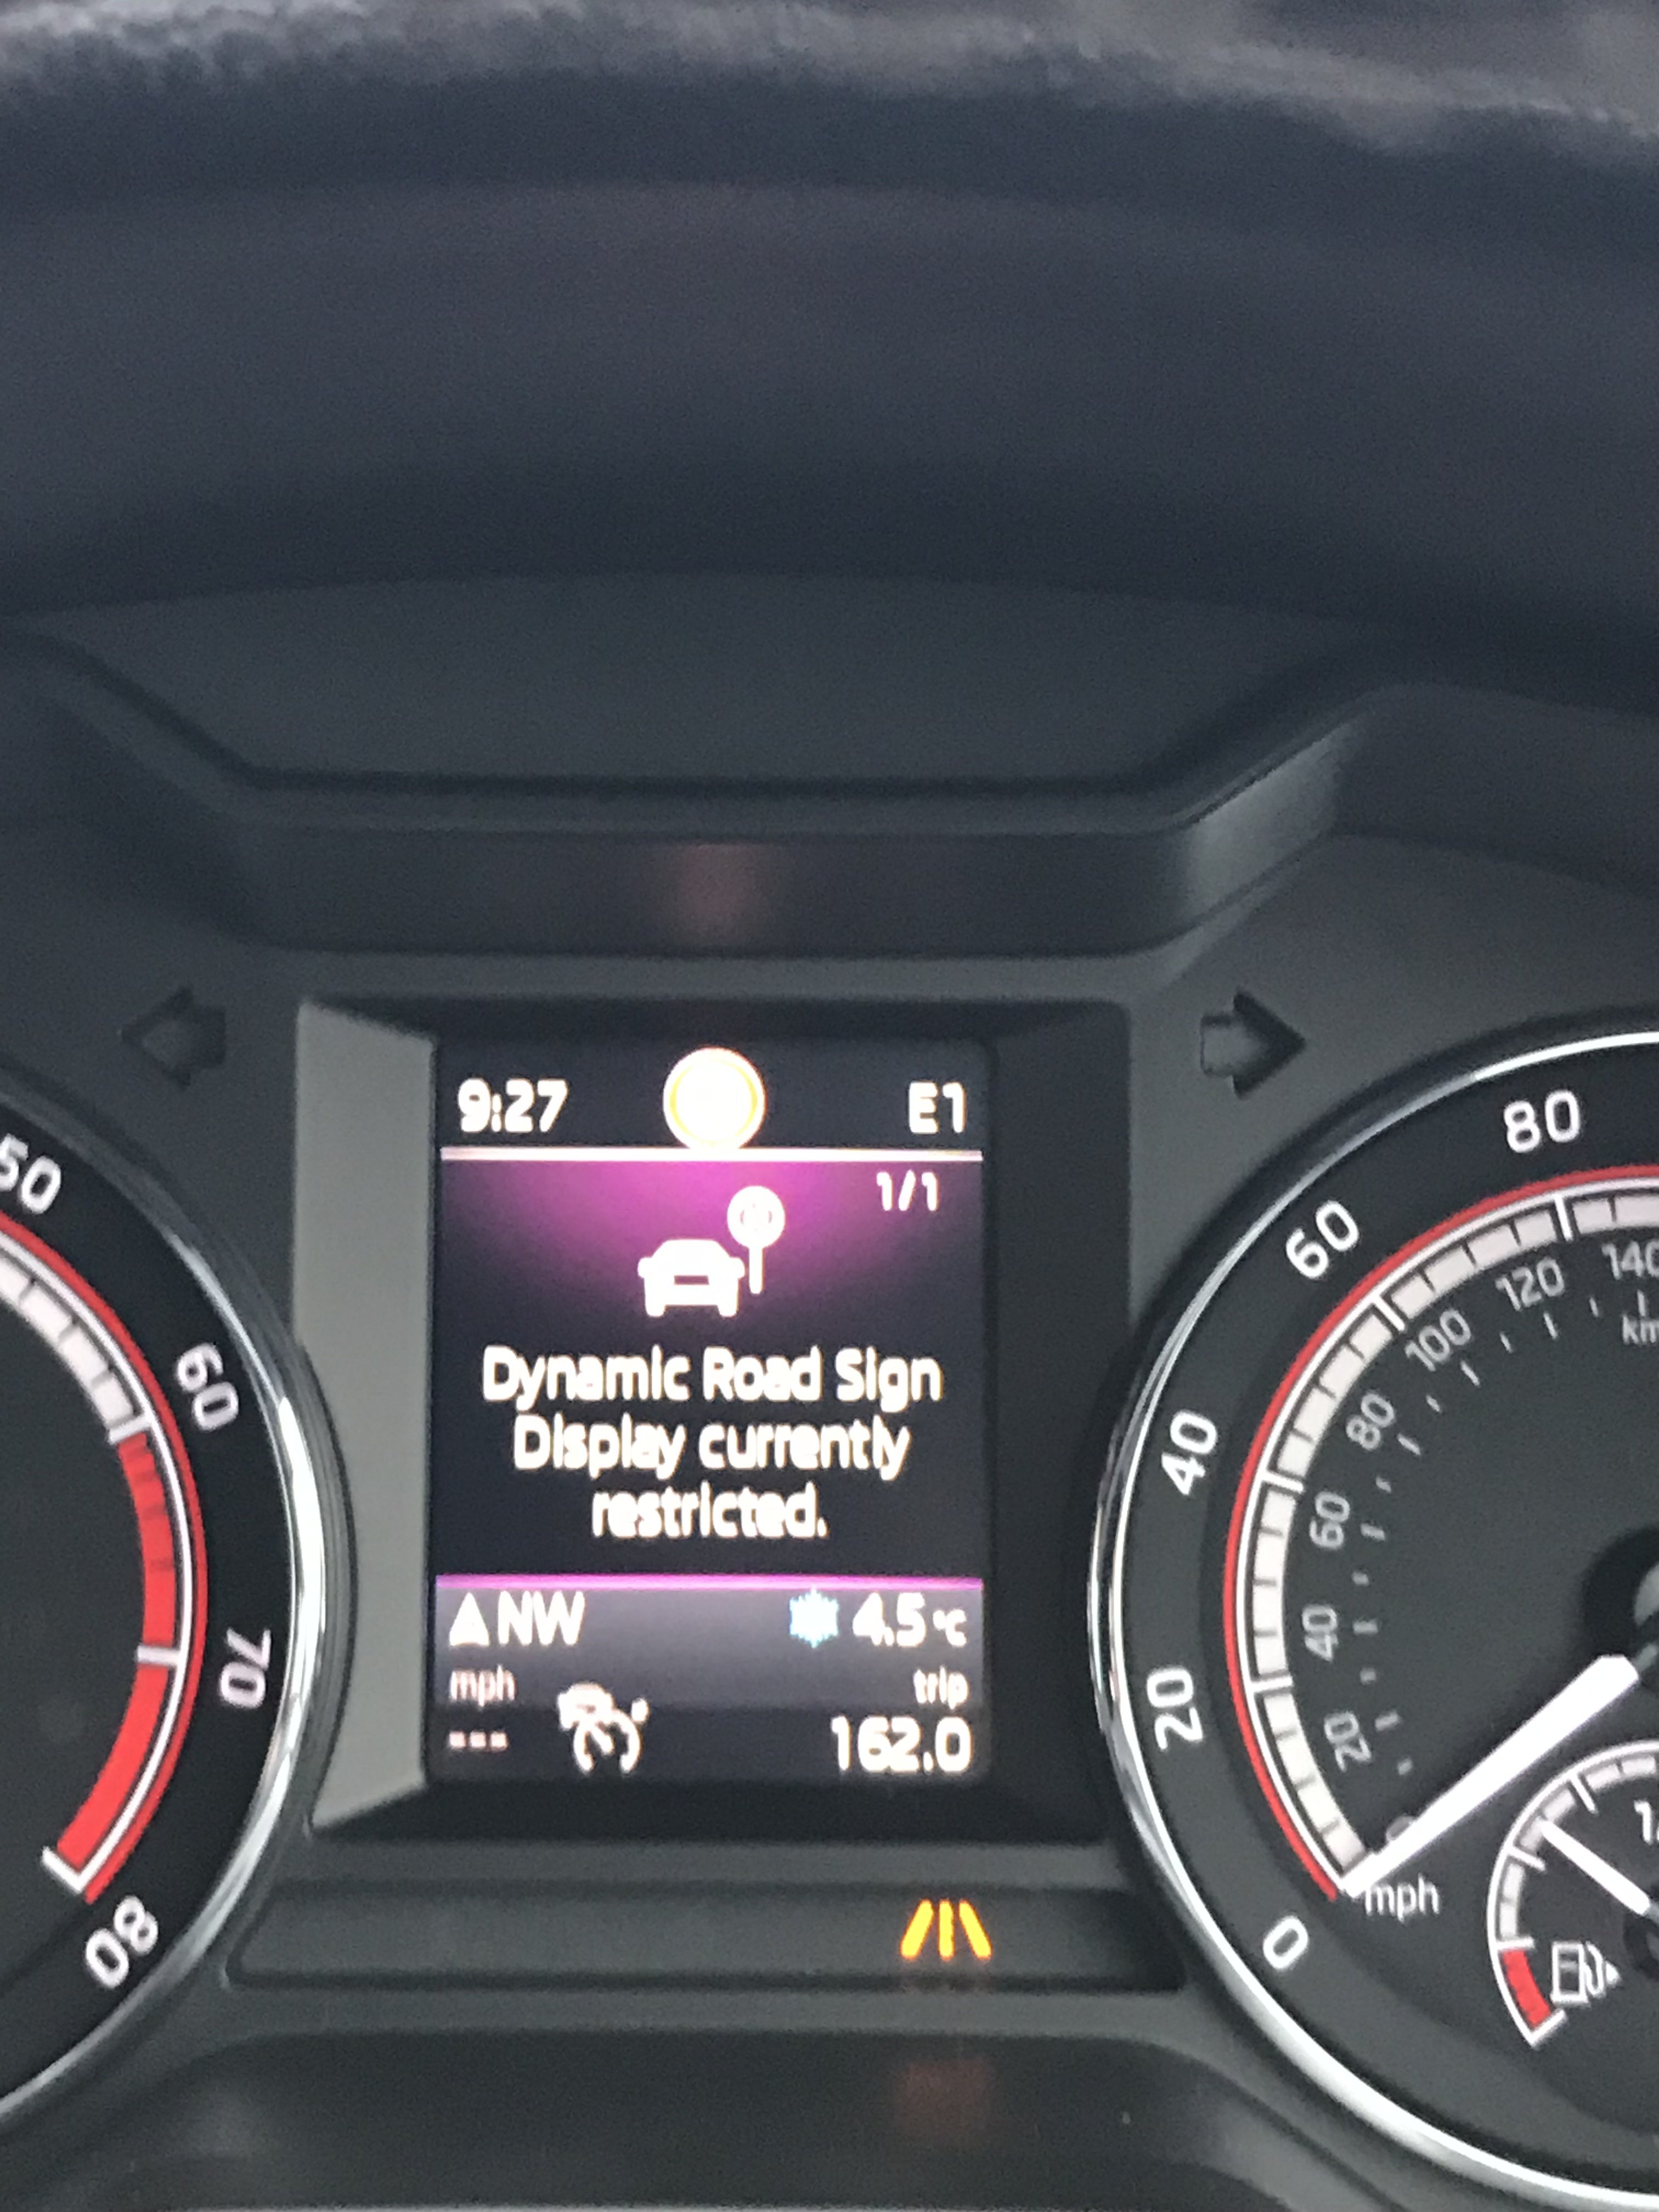 9:27 E1
1/1
Dynamic Road Sign
Display currently
restricted.
NW 4.5 °C
mph trip
--- 162.0
50
60
70
80
80
60
40
20
0
mph
140
120
100
80
60
40
20